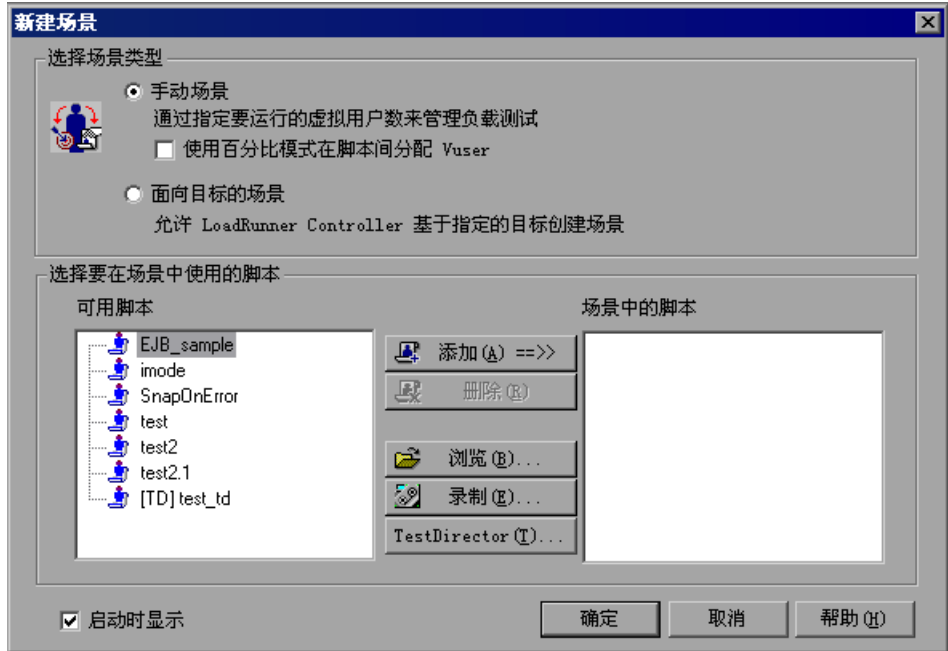 新建场景
选择场景类型
手动场景
通过指定要运行的虚拟用户数来管理负载测试
使用百分比模式在脚本间分配 Vuser
面向目标的场景
允许 LoadRunner Controller 基于指定的目标创建场景
选择要在场景中使用的脚本
可用脚本
场景中的脚本
EJB_sample
imode
SnapOnError
test
test2
test2.1
[TD] test_td
添加(A) ==>>
删除(R)
浏览(B)...
录制(E)...
TestDirector(T)...
启动时显示
确定
取消
帮助(H)